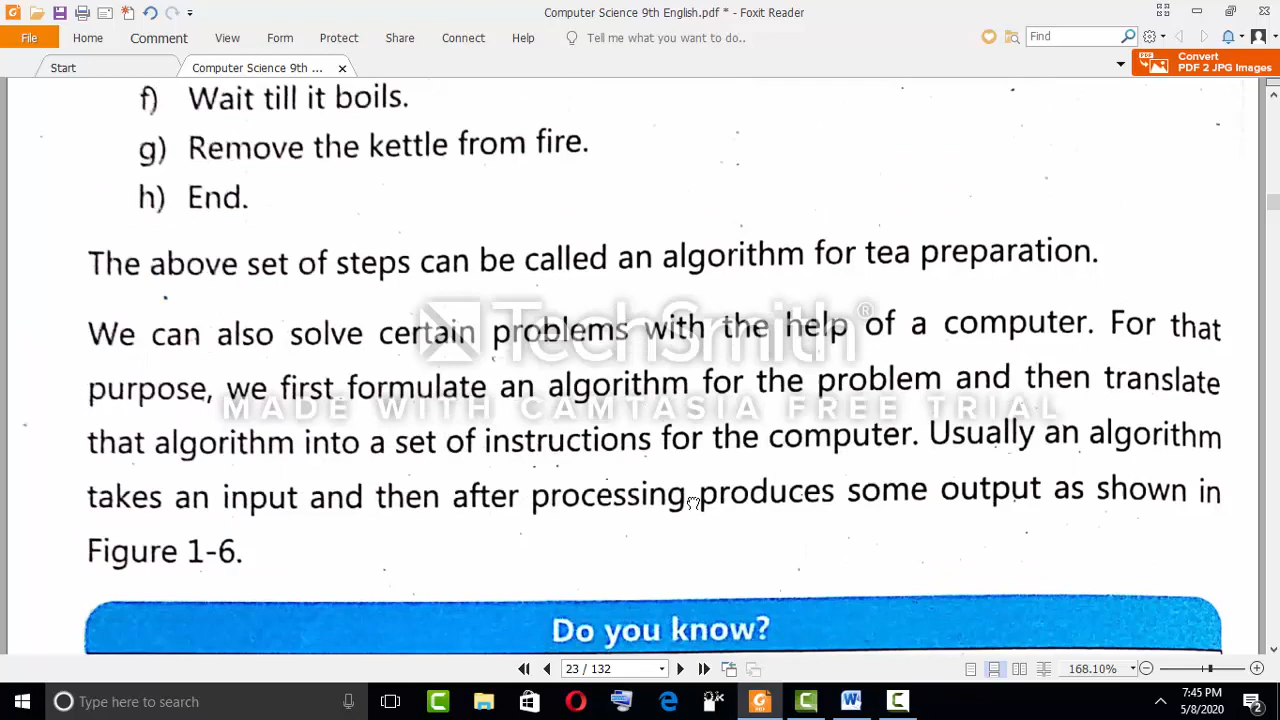 Computer Science 9th English.pdf * - Foxit Reader
File Home Comment View Form Protect Share Connect Help Tell me what you want to do.. Find
Start Computer Science 9th ... Convert
PDF 2 JPG Images
f) Wait till it boils.
g) Remove the kettle from fire.
h) End.
The above set of steps can be called an algorithm for tea preparation.
We can also solve certain problems with the help of a computer. For that
purpose, we first formulate an algorithm for the problem and then translate
that algorithm into a set of instructions for the computer. Usually an algorithm
takes an input and then after processing produces some output as shown in
Figure 1-6.
TechSmith®
MADE WITH CAMTASIA FREE TRIAL
Do you know?
23 / 132 168.10%
Type here to search 7:45 PM
5/8/2020 2